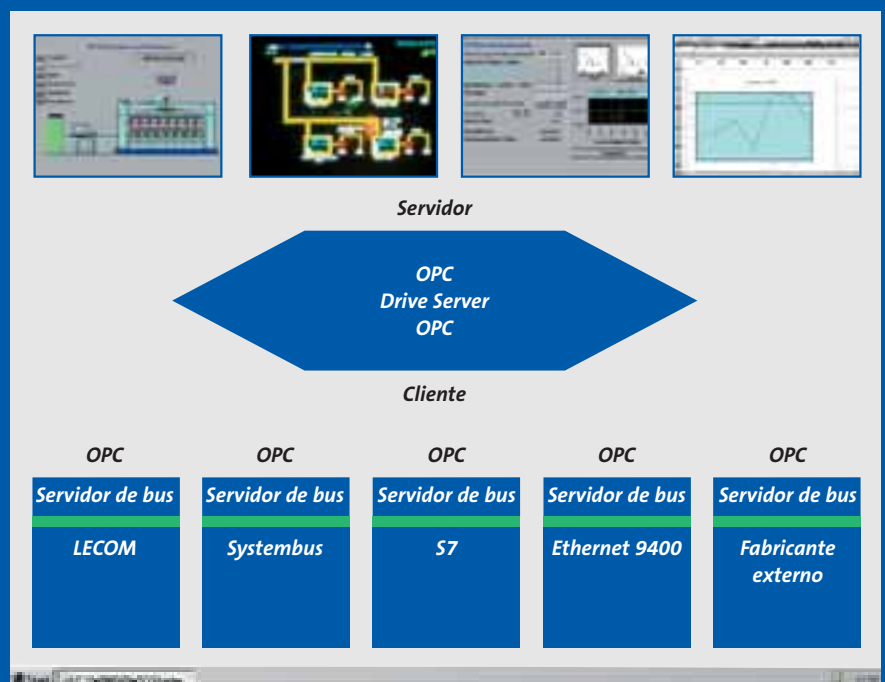 Servidor
OPC
Drive Server
OPC
Cliente
OPC OPC OPC OPC OPC
Servidor de bus Servidor de bus Servidor de bus Servidor de bus Servidor de bus
LECOM Systembus S7 Ethernet 9400 Fabricante
externo